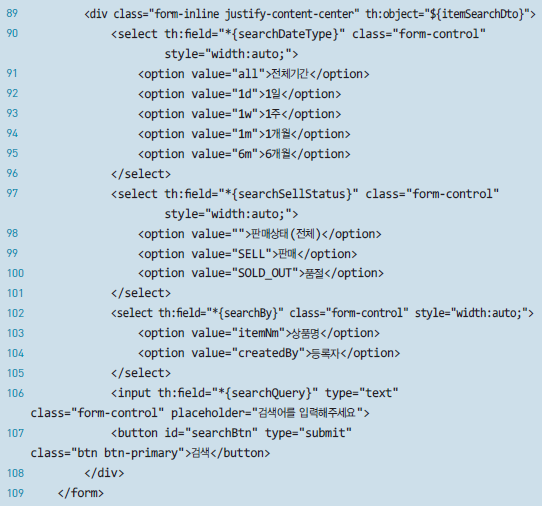 89 <div class="form-inline justify-content-center" th:object="${itemSearchDto}">
90 <select th:field="*{searchDateType}" class="form-control"
style="width:auto;">
91 <option value="all">전체기간</option>
92 <option value="1d">1일</option>
93 <option value="1w">1주</option>
94 <option value="1m">1개월</option>
95 <option value="6m">6개월</option>
96 </select>
97 <select th:field="*{searchSellStatus}" class="form-control"
style="width:auto;">
98 <option value="">판매상태(전체)</option>
99 <option value="SELL">판매</option>
100 <option value="SOLD_OUT">품절</option>
101 </select>
102 <select th:field="*{searchBy}" class="form-control" style="width:auto;">
103 <option value="itemNm">상품명</option>
104 <option value="createdBy">등록자</option>
105 </select>
106 <input th:field="*{searchQuery}" type="text"
class="form-control" placeholder="검색어를 입력해주세요">
107 <button id="searchBtn" type="submit"
class="btn btn-primary">검색</button>
108 </div>
109 </form>